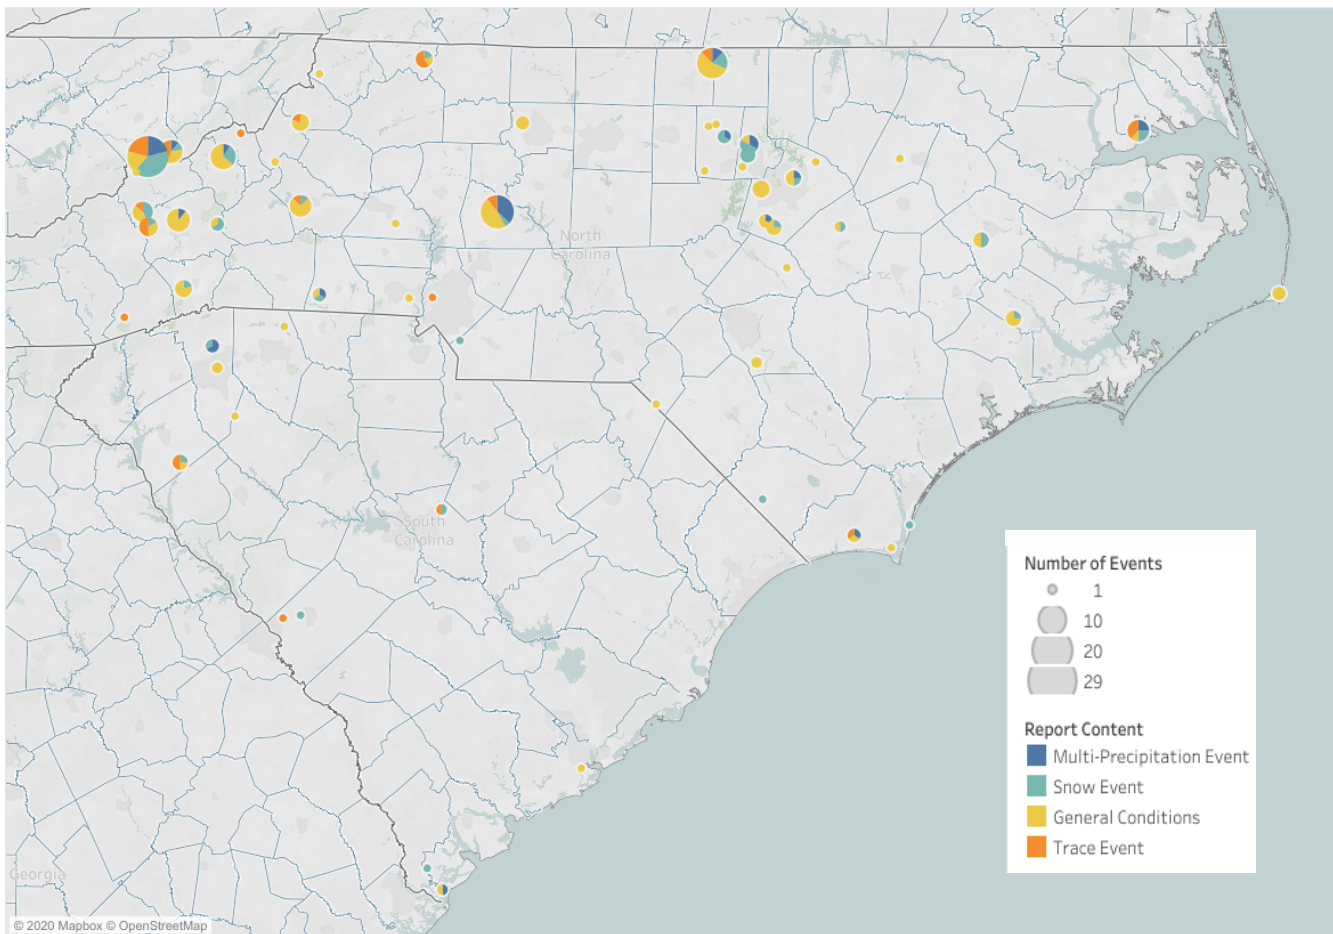 North
Carolina
South
Carolina
Number of Events
1
10
20
29
Report Content
Multi-Precipitation Event
Snow Event
General Conditions
Trace Event
Georgia
© 2020 Mapbox © OpenStreetMap